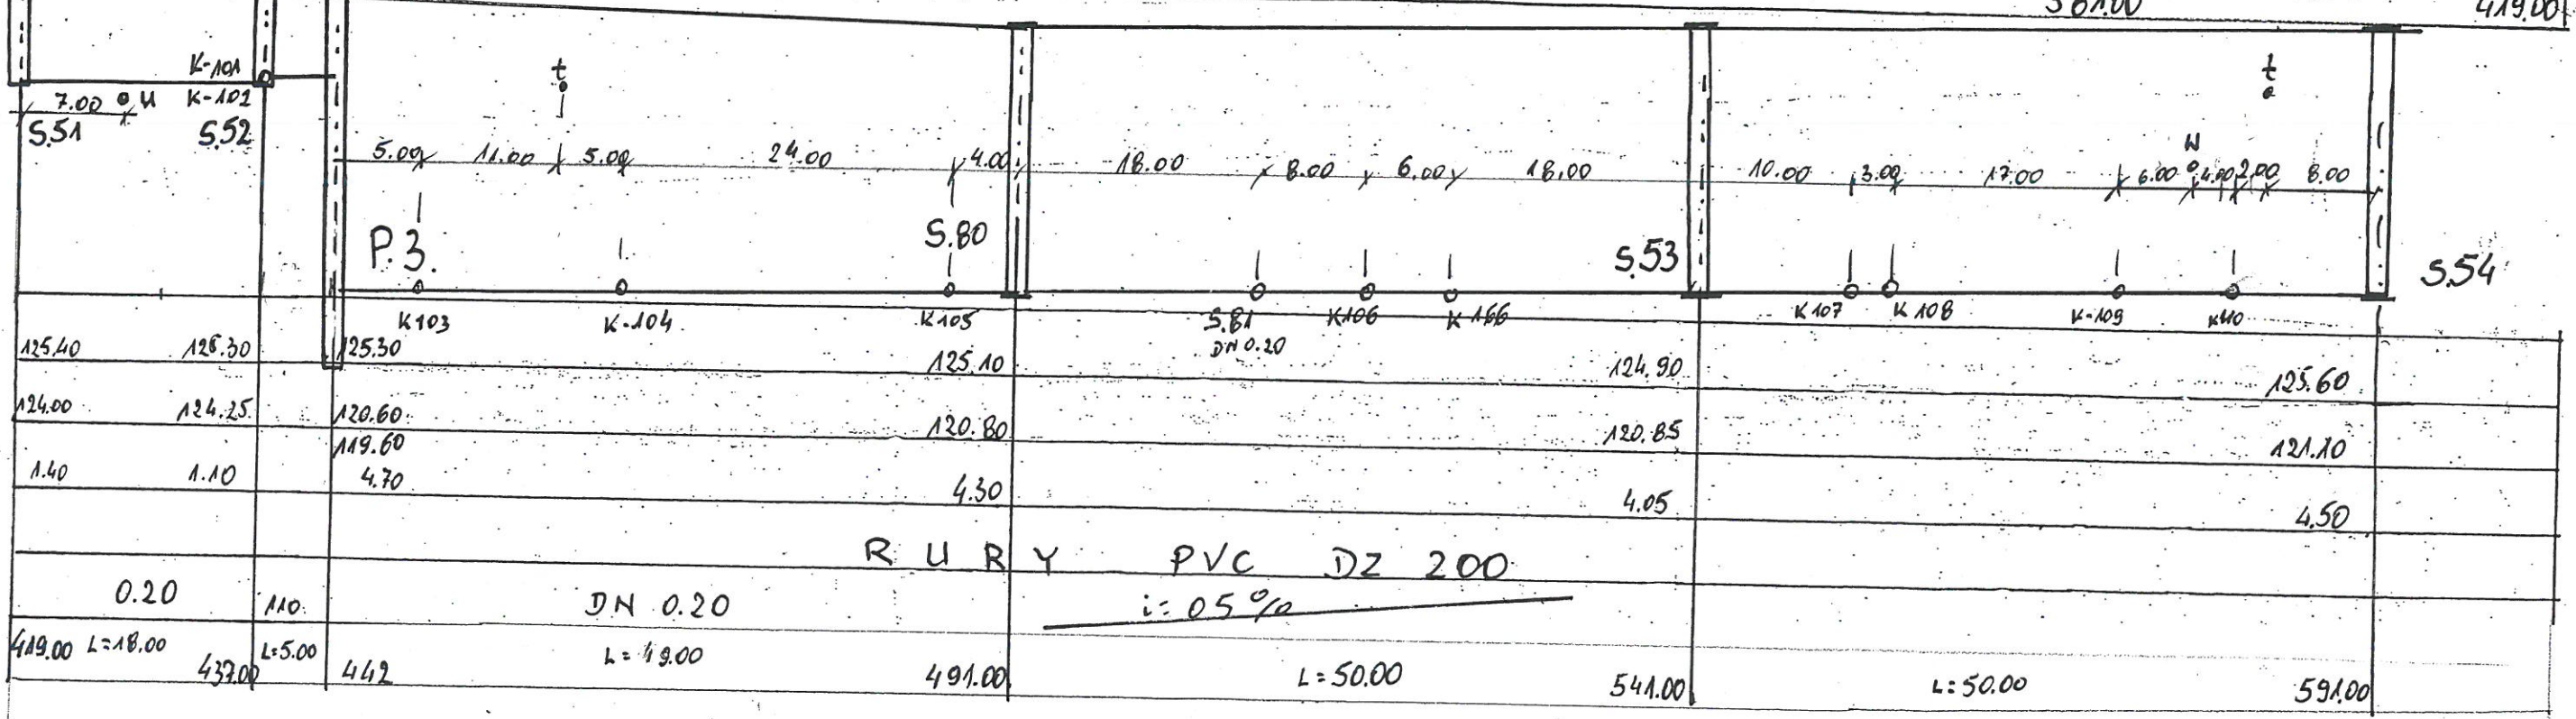 419.00
K-101
t
t
7.00 U K-102
S.51 S.52
W
5.00 11.00 5.00 24.00 4.00 18.00 8.00 6.00 18.00 10.00 3.00 17.00 6.00 4.00 2.00 8.00
P.3. S.80 S.53 S.54
K103 K-104 K105 S.81 K106 K-166 K107 K108 K-109 K110
DN 0.20
125.40 125.30 125.10 124.90 125.60
124.00 124.25 120.60 120.80 120.85 121.10
119.60
1.40 1.10 4.70 4.30 4.05 4.50
RURY PVC DZ 200
0.20 110 DN 0.20 i=05%
419.00 L=18.00 437.00 L=5.00 442 L=49.00 491.00 L=50.00 541.00 L=50.00 591.00